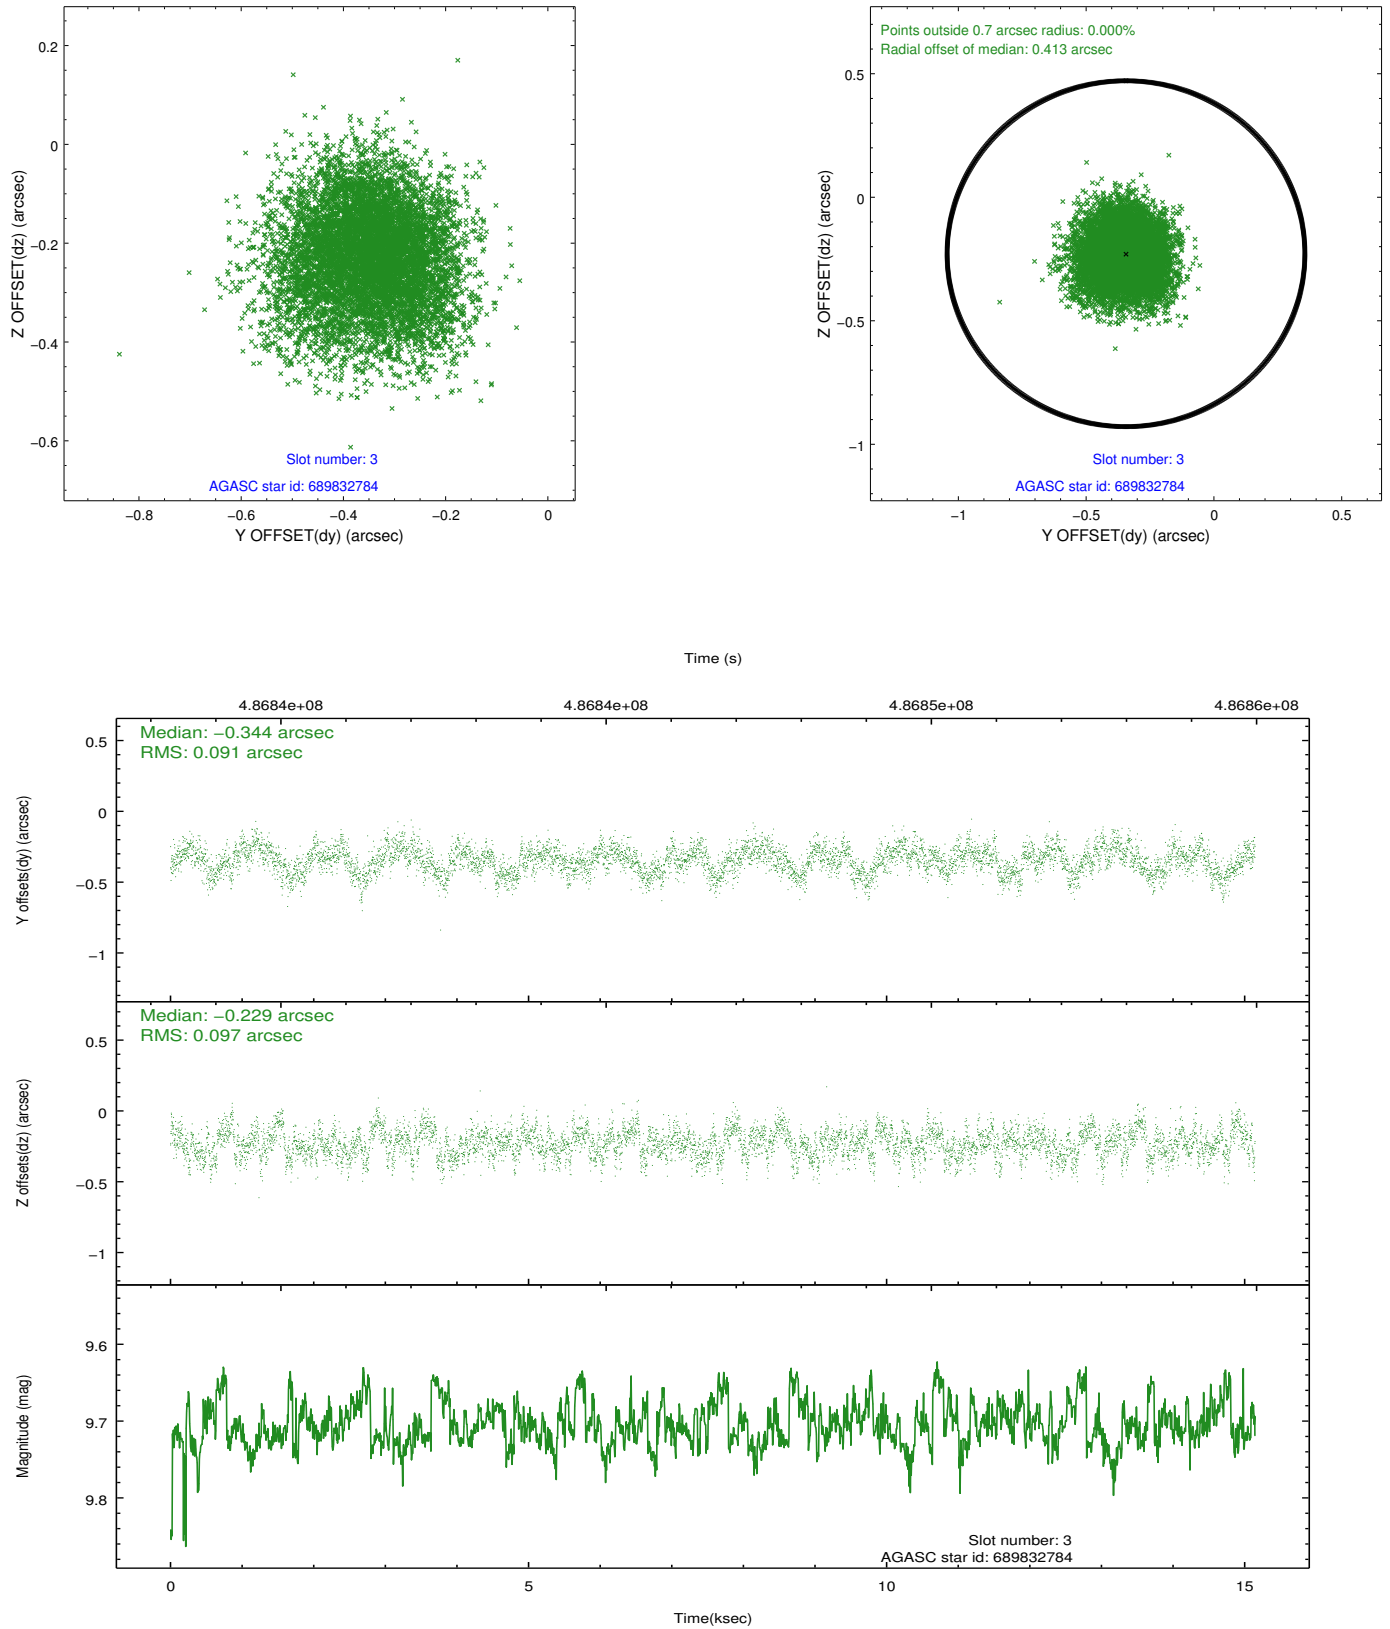 0.2
0
−0.2
−0.4
−0.6
Z OFFSET(dz) (arcsec)
Slot number: 3
AGASC star id: 689832784
−0.8 −0.6 −0.4 −0.2 0
Y OFFSET(dy) (arcsec)
Points outside 0.7 arcsec radius: 0.000%
Radial offset of median: 0.413 arcsec
0.5
0
−0.5
−1
Z OFFSET(dz) (arcsec)
Slot number: 3
AGASC star id: 689832784
−1 −0.5 0 0.5
Y OFFSET(dy) (arcsec)
Time (s)
4.8684e+08 4.8684e+08 4.8685e+08 4.8686e+08
Median: −0.344 arcsec
RMS: 0.091 arcsec
0.5
0
−0.5
−1
Y offsets(dy) (arcsec)
Median: −0.229 arcsec
RMS: 0.097 arcsec
0.5
0
−0.5
−1
Z offsets(dz) (arcsec)
9.6
9.7
9.8
Magnitude (mag)
Slot number: 3
AGASC star id: 689832784
0 5 10 15
Time(ksec)